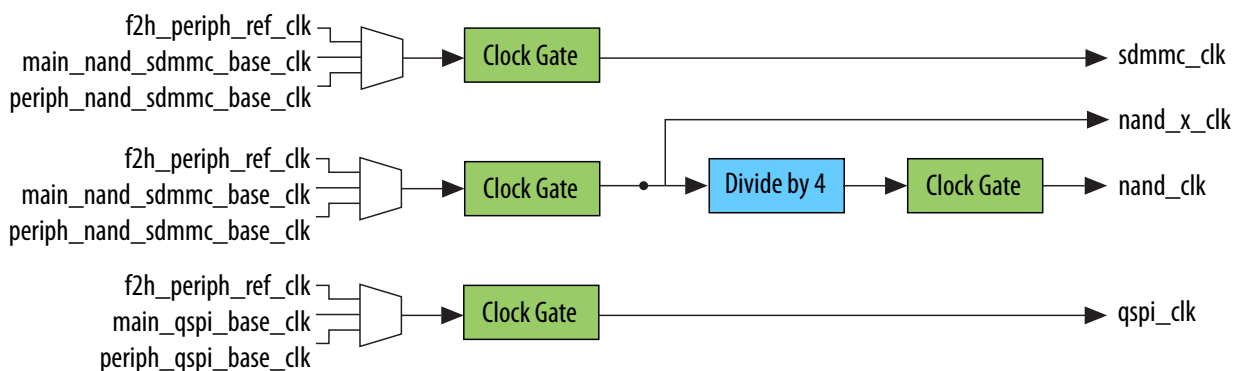 f2h_periph_ref_clk
main_nand_sdmmc_base_clk
periph_nand_sdmmc_base_clk
Clock Gate
sdmmc_clk
nand_x_clk
f2h_periph_ref_clk
main_nand_sdmmc_base_clk
periph_nand_sdmmc_base_clk
Clock Gate
Divide by 4
Clock Gate
nand_clk
f2h_periph_ref_clk
main_qspi_base_clk
periph_qspi_base_clk
Clock Gate
qspi_clk